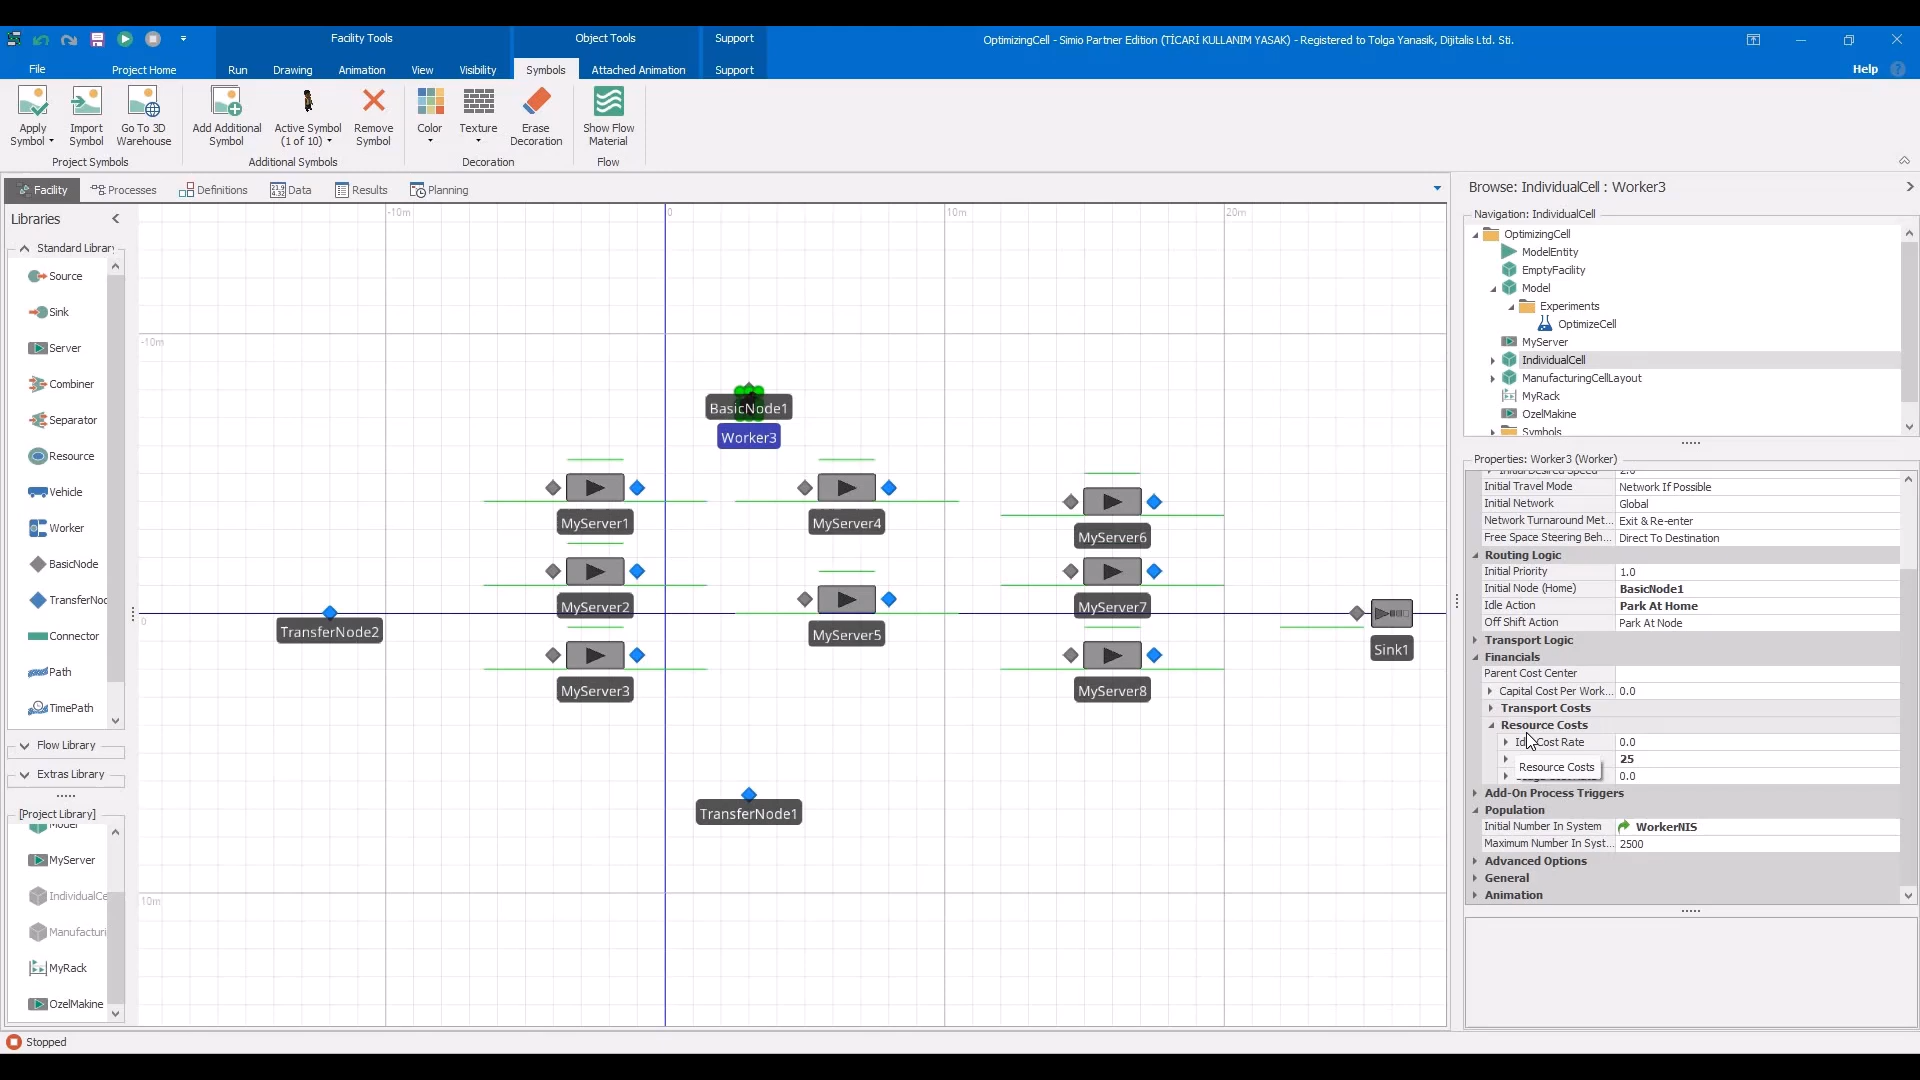 Facility Tools
Object Tools
Support
OptimizingCell - Simio Partner Edition (TİCARİ KULLANIM YASAK) - Registered to Tolga Yanasik, Dijitalis Ltd. Sti.
File
Project Home
Run
Drawing
Animation
View
Visibility
Symbols
Attached Animation
Support
Help
Apply
Symbol
Import
Symbol
Go To 3D
Warehouse
Add Additional
Symbol
Active Symbol
(1 of 10)
Remove
Symbol
Color
Texture
Erase
Decoration
Show Flow
Material
Project Symbols
Additional Symbols
Decoration
Flow
Facility
Processes
Definitions
Data
Results
Planning
Libraries
Standard Library
Source
Sink
Server
Combiner
Separator
Resource
Vehicle
Worker
BasicNode
TransferNod
Connector
Path
TimePath
Flow Library
Extras Library
[Project Library]
Model
MyServer
IndividualCe
Manufacturi
MyRack
OzelMakine
-10m
0
10m
20m
-10m
0
10m
BasicNode1
Worker3
MyServer1
MyServer4
MyServer6
MyServer2
MyServer7
MyServer5
TransferNode2
Sink1
MyServer3
MyServer8
TransferNode1
Browse: IndividualCell : Worker3
Navigation: IndividualCell
OptimizingCell
ModelEntity
EmptyFacility
Model
Experiments
OptimizeCell
MyServer
IndividualCell
ManufacturingCellLayout
MyRack
OzelMakine
Symbols
Properties: Worker3 (Worker)
Initial Desired Speed 2.0
Initial Travel Mode Network If Possible
Initial Network Global
Network Turnaround Met... Exit & Re-enter
Free Space Steering Beh... Direct To Destination
Routing Logic
Initial Priority 1.0
Initial Node (Home) BasicNode1
Idle Action Park At Home
Off Shift Action Park At Node
Transport Logic
Financials
Parent Cost Center
Capital Cost Per Work... 0.0
Transport Costs
Resource Costs
Idle Cost Rate 0.0
25
Resource Costs
0.0
Add-On Process Triggers
Population
Initial Number In System WorkerNIS
Maximum Number In Syst... 2500
Advanced Options
General
Animation
Stopped